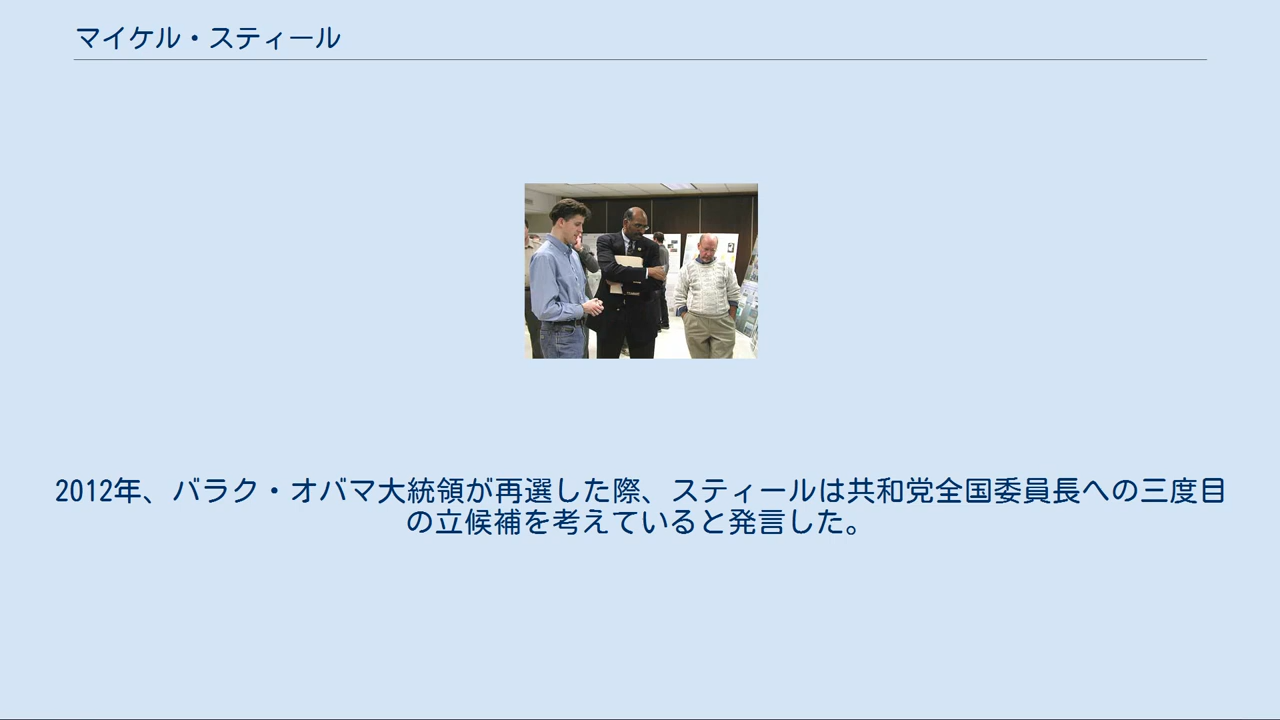 マイケル・スティール
2012年、バラク・オバマ大統領が再選した際、スティールは共和党全国委員長への三度目
の立候補を考えていると発言した。